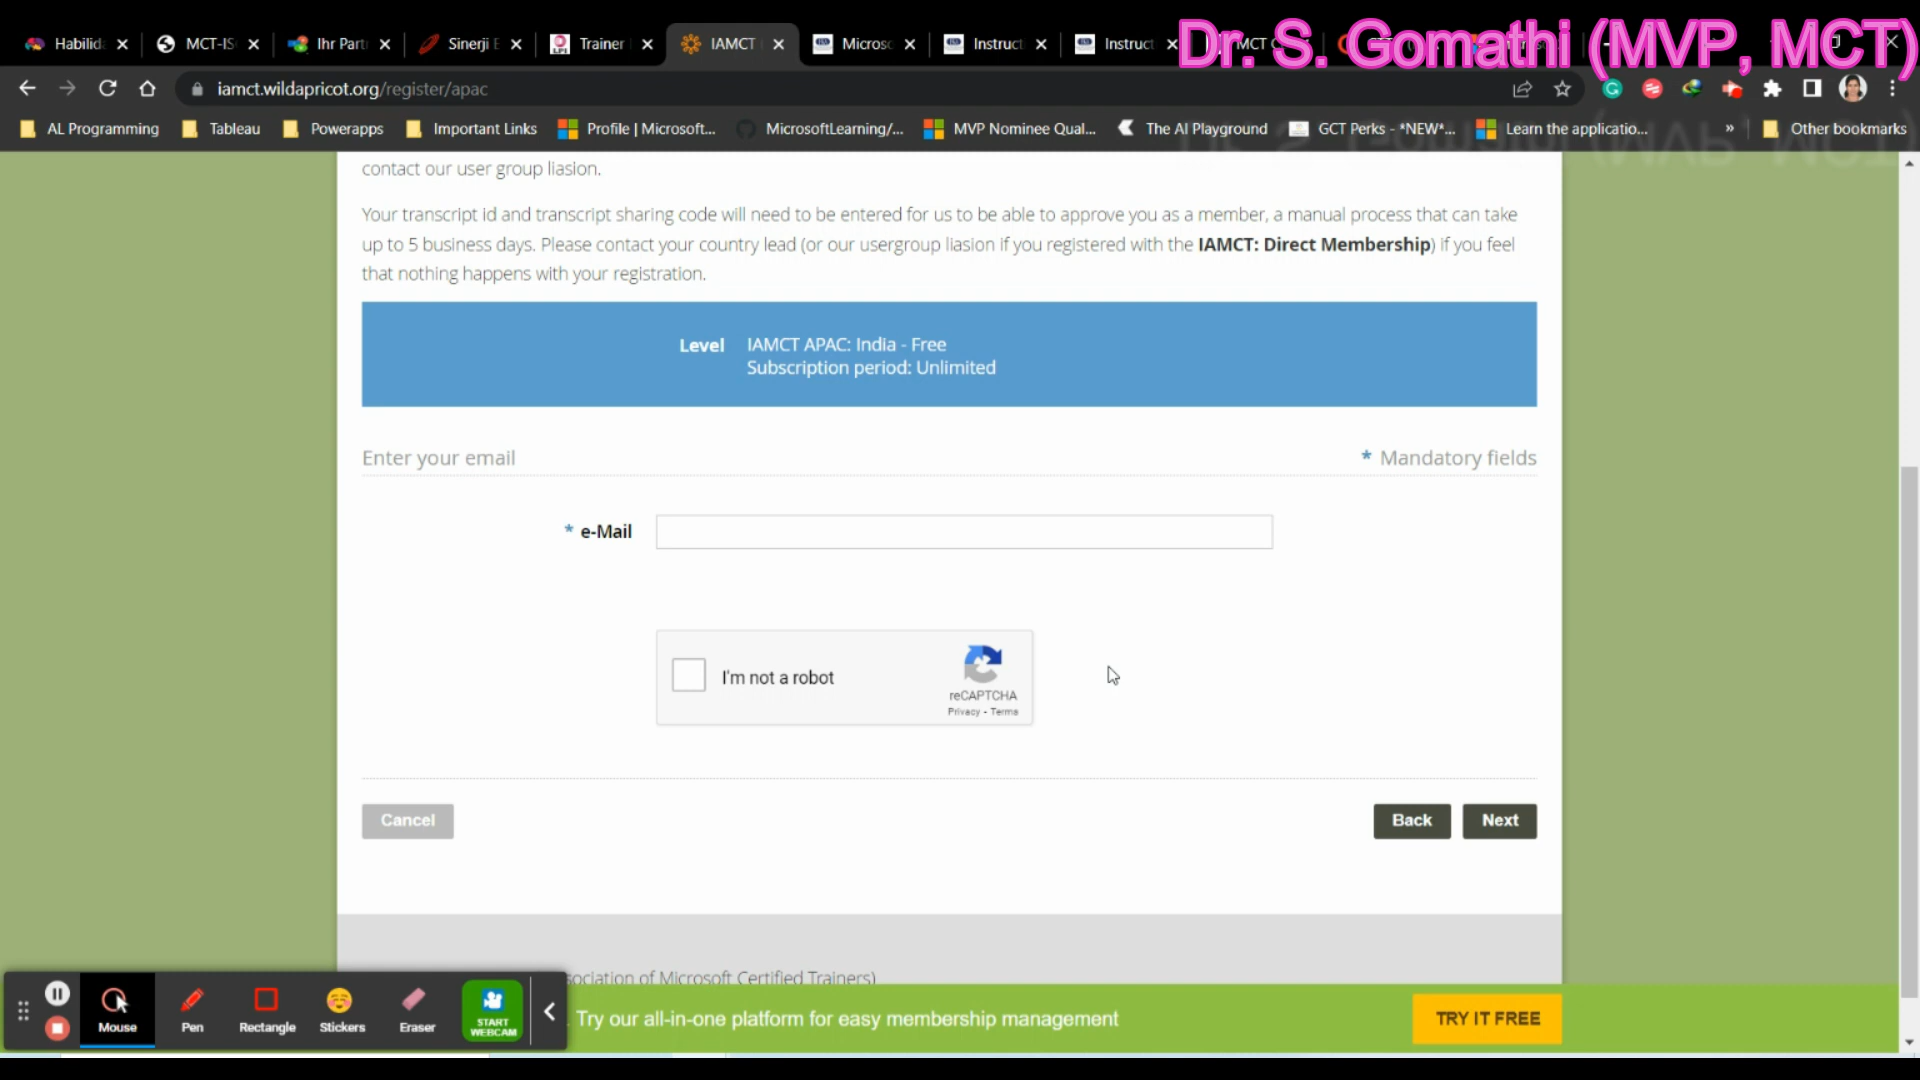 Habilid
MCT-IS
Ihr Part
Sinerji E
Trainer
IAMCT
Microsc
Instruct
Instruct
MCT C
Dr. S. Gomathi (MVP, MCT)
iamct.wildapricot.org/register/apac
AL Programming
Tableau
Powerapps
Important Links
Profile | Microsoft...
MicrosoftLearning/...
MVP Nominee Qual...
The AI Playground
GCT Perks - *NEW*...
Learn the applicatio...
»
Other bookmarks
contact our user group liasion.
Your transcript id and transcript sharing code will need to be entered for us to be able to approve you as a member, a manual process that can take
up to 5 business days. Please contact your country lead (or our usergroup liasion if you registered with the IAMCT: Direct Membership) if you feel
that nothing happens with your registration.
Level
IAMCT APAC: India - Free
Subscription period: Unlimited
Enter your email
* Mandatory fields
* e-Mail
I'm not a robot
reCAPTCHA
Privacy - Terms
Cancel
Back
Next
sociation of Microsoft Certified Trainers)
Mouse
Pen
Rectangle
Stickers
Eraser
START
WEBCAM
Try our all-in-one platform for easy membership management
TRY IT FREE